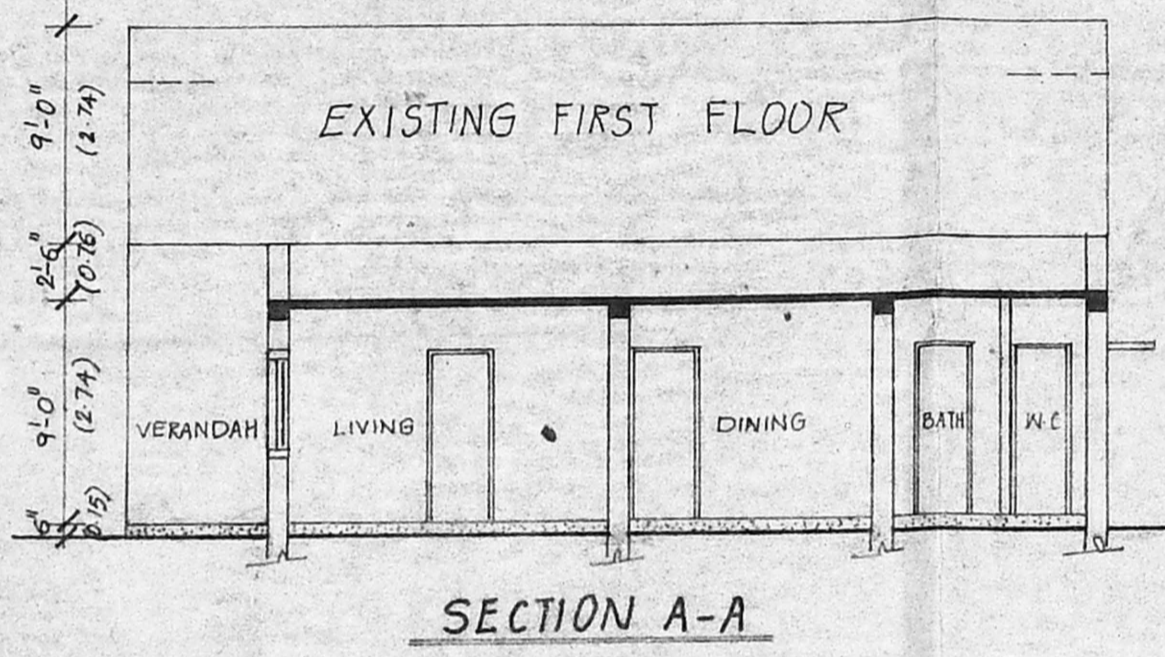 EXISTING FIRST FLOOR
9'-0"
(2.74)
2'-6"
(0.76)
9'-0"
(2.74)
6"
0.15)
VERANDAH
LIVING
DINING
BATH
W.C
SECTION A-A